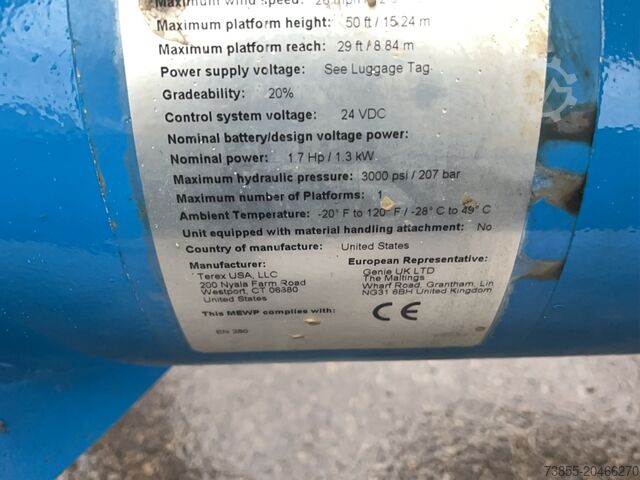 Maximum wind speed: 28 mph
Maximum platform height: 50 ft / 15.24 m
Maximum platform reach: 29 ft / 8.84 m
Power supply voltage: See Luggage Tag
Gradeability: 20%
Control system voltage: 24 VDC
Nominal battery/design voltage power:
Nominal power: 1.7 Hp / 1.3 kW
Maximum hydraulic pressure: 3000 psi / 207 bar
Maximum number of Platforms: 1
Ambient Temperature: -20° F to 120° F / -28° C to 49° C
Unit equipped with material handling attachment: No
Country of manufacture: United States
Manufacturer:
Terex USA, LLC
200 Nyala Farm Road
Westport, CT 06880
United States
European Representative:
Genie UK LTD
The Maltings
Wharf Road, Grantham, Lin
NG31 6BH United Kingdom
This MEWP complies with: CE
EN 280
73855-20466270